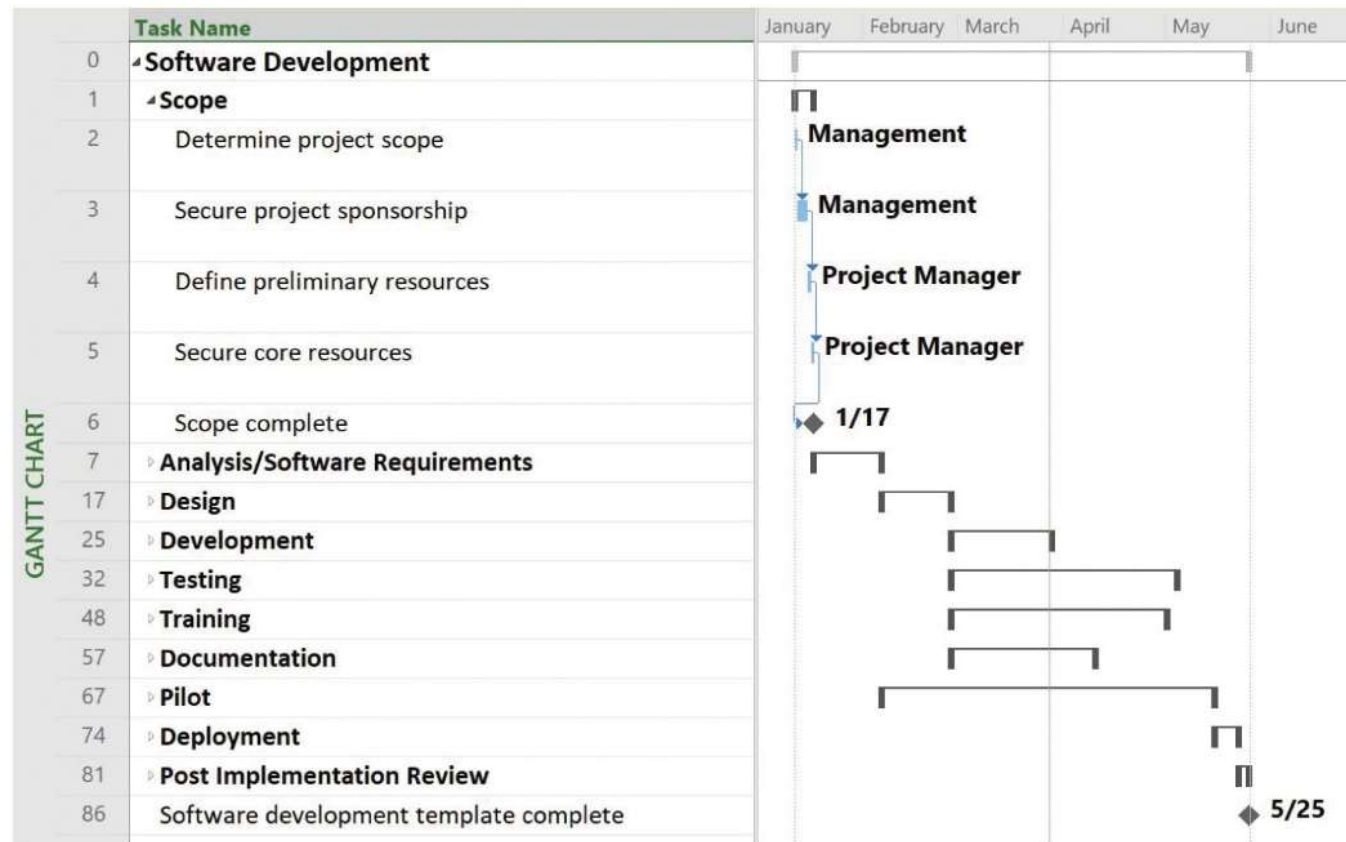 GANTT CHART
Task Name
January February March April May June
0 Software Development
1 Scope
2 Determine project scope Management
3 Secure project sponsorship Management
4 Define preliminary resources Project Manager
5 Secure core resources Project Manager
6 Scope complete 1/17
7 Analysis/Software Requirements
17 Design
25 Development
32 Testing
48 Training
57 Documentation
67 Pilot
74 Deployment
81 Post Implementation Review
86 Software development template complete 5/25